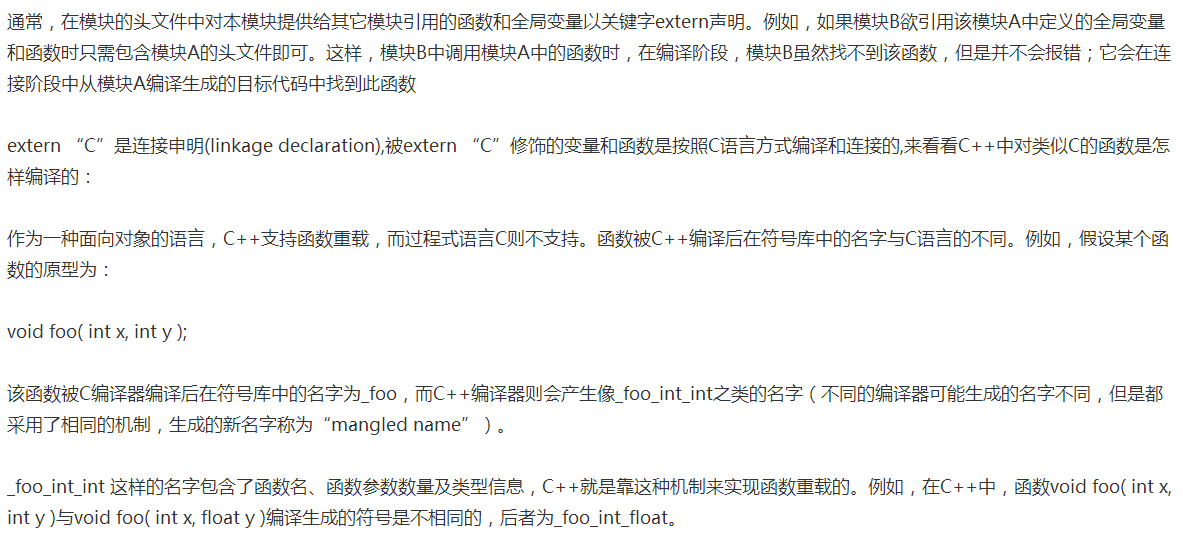 通常，在模块的头文件中对本模块提供给其它模块引用的函数和全局变量以关键字extern声明。例如，如果模块B欲引用该模块A中定义的全局变量
和函数时只需包含模块A的头文件即可。这样，模块B中调用模块A中的函数时，在编译阶段，模块B虽然找不到该函数，但是并不会报错；它会在连
接阶段中从模块A编译生成的目标代码中找到此函数
extern “C”是连接申明(linkage declaration),被extern “C”修饰的变量和函数是按照C语言方式编译和连接的,来看看C++中对类似C的函数是怎
样编译的：
作为一种面向对象的语言，C++支持函数重载，而过程式语言C则不支持。函数被C++编译后在符号库中的名字与C语言的不同。例如，假设某个函
数的原型为：
void foo( int x, int y );
该函数被C编译器编译后在符号库中的名字为_foo，而C++编译器则会产生像_foo_int_int之类的名字（不同的编译器可能生成的名字不同，但是都
采用了相同的机制，生成的新名字称为“mangled name”）。
_foo_int_int 这样的名字包含了函数名、函数参数数量及类型信息，C++就是靠这种机制来实现函数重载的。例如，在C++中，函数void foo( int x,
int y )与void foo( int x, float y )编译生成的符号是不相同的，后者为_foo_int_float。